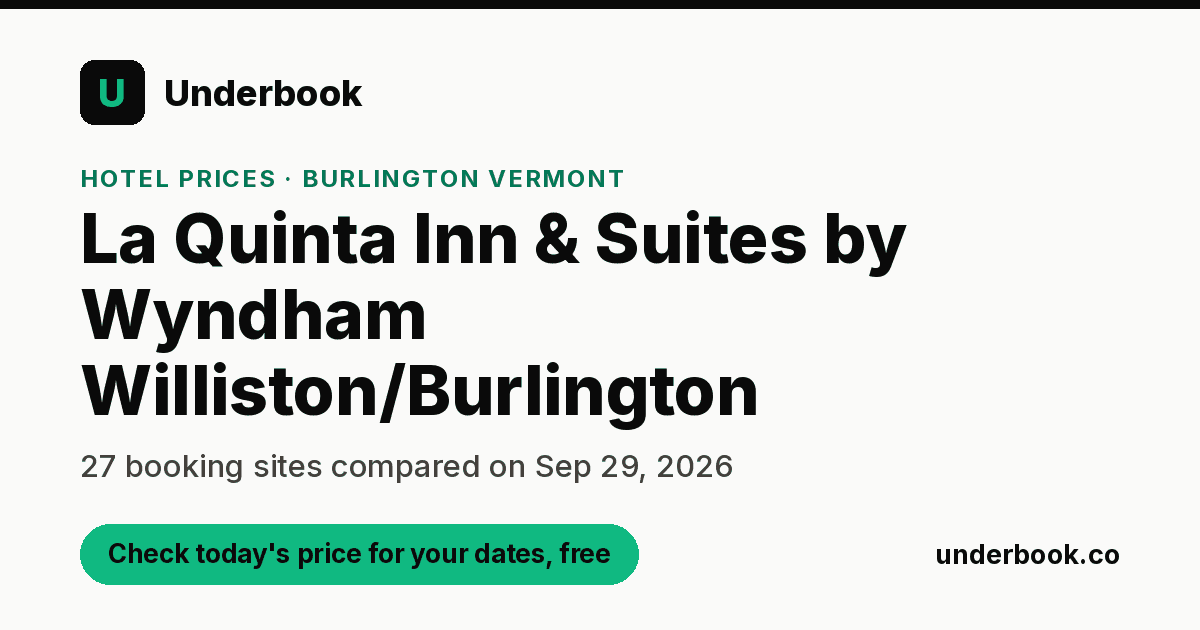 U
Underbook
HOTEL PRICES · BURLINGTON VERMONT
La Quinta Inn & Suites by
Wyndham
Williston/Burlington
27 booking sites compared on Sep 29, 2026
Check today's price for your dates, free
underbook.co